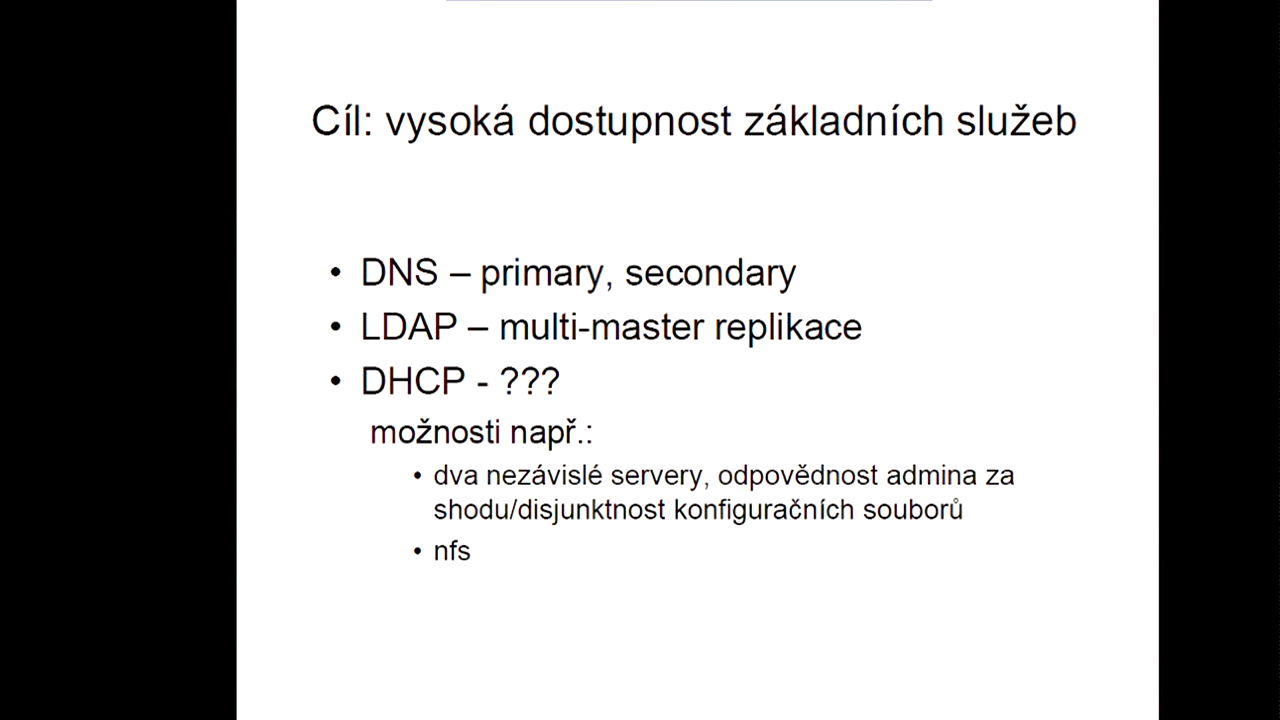 Cíl: vysoká dostupnost základních služeb
• DNS – primary, secondary
• LDAP – multi-master replikace
• DHCP - ???
možnosti např.:
• dva nezávislé servery, odpovědnost admina za
shodu/disjunktnost konfiguračních souborů
• nfs